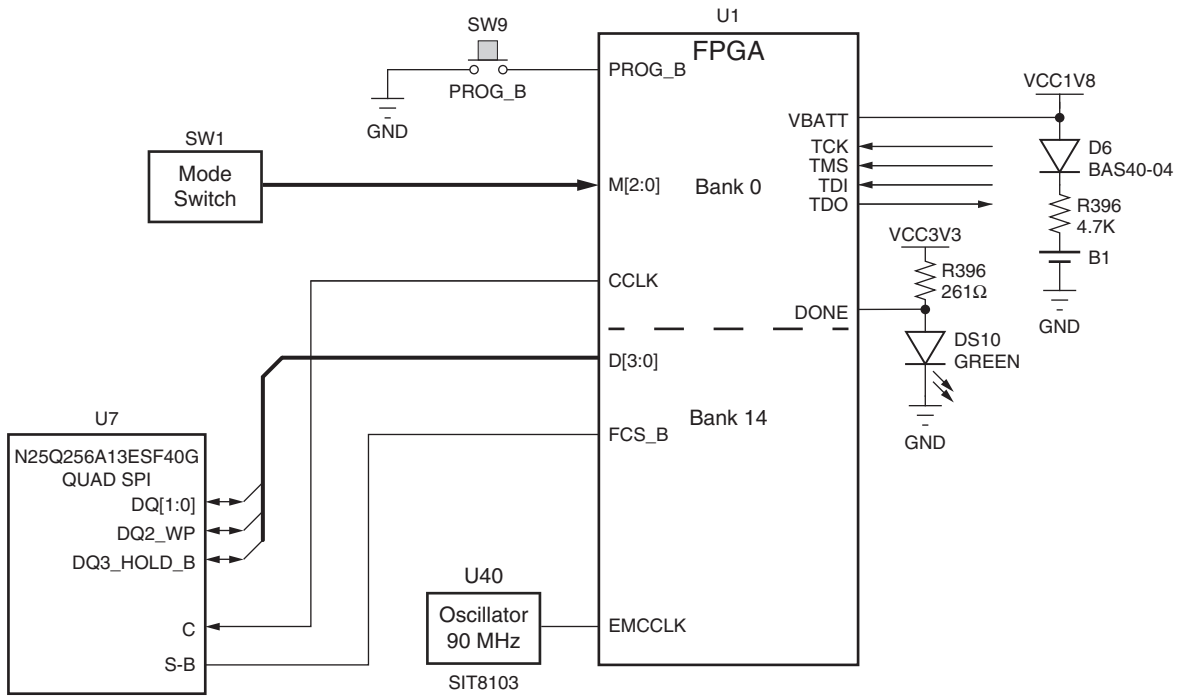 U1
FPGA
SW9
PROG_B
GND
PROG_B
SW1
Mode
Switch
M[2:0]
Bank 0
VBATT
TCK
TMS
TDI
TDO
VCC1V8
D6
BAS40-04
R396
4.7K
B1
GND
VCC3V3
R396
261Ω
DONE
DS10
GREEN
GND
CCLK
D[3:0]
Bank 14
FCS_B
U7
N25Q256A13ESF40G
QUAD SPI
DQ[1:0]
DQ2_WP
DQ3_HOLD_B
C
S-B
U40
Oscillator
90 MHz
SIT8103
EMCCLK